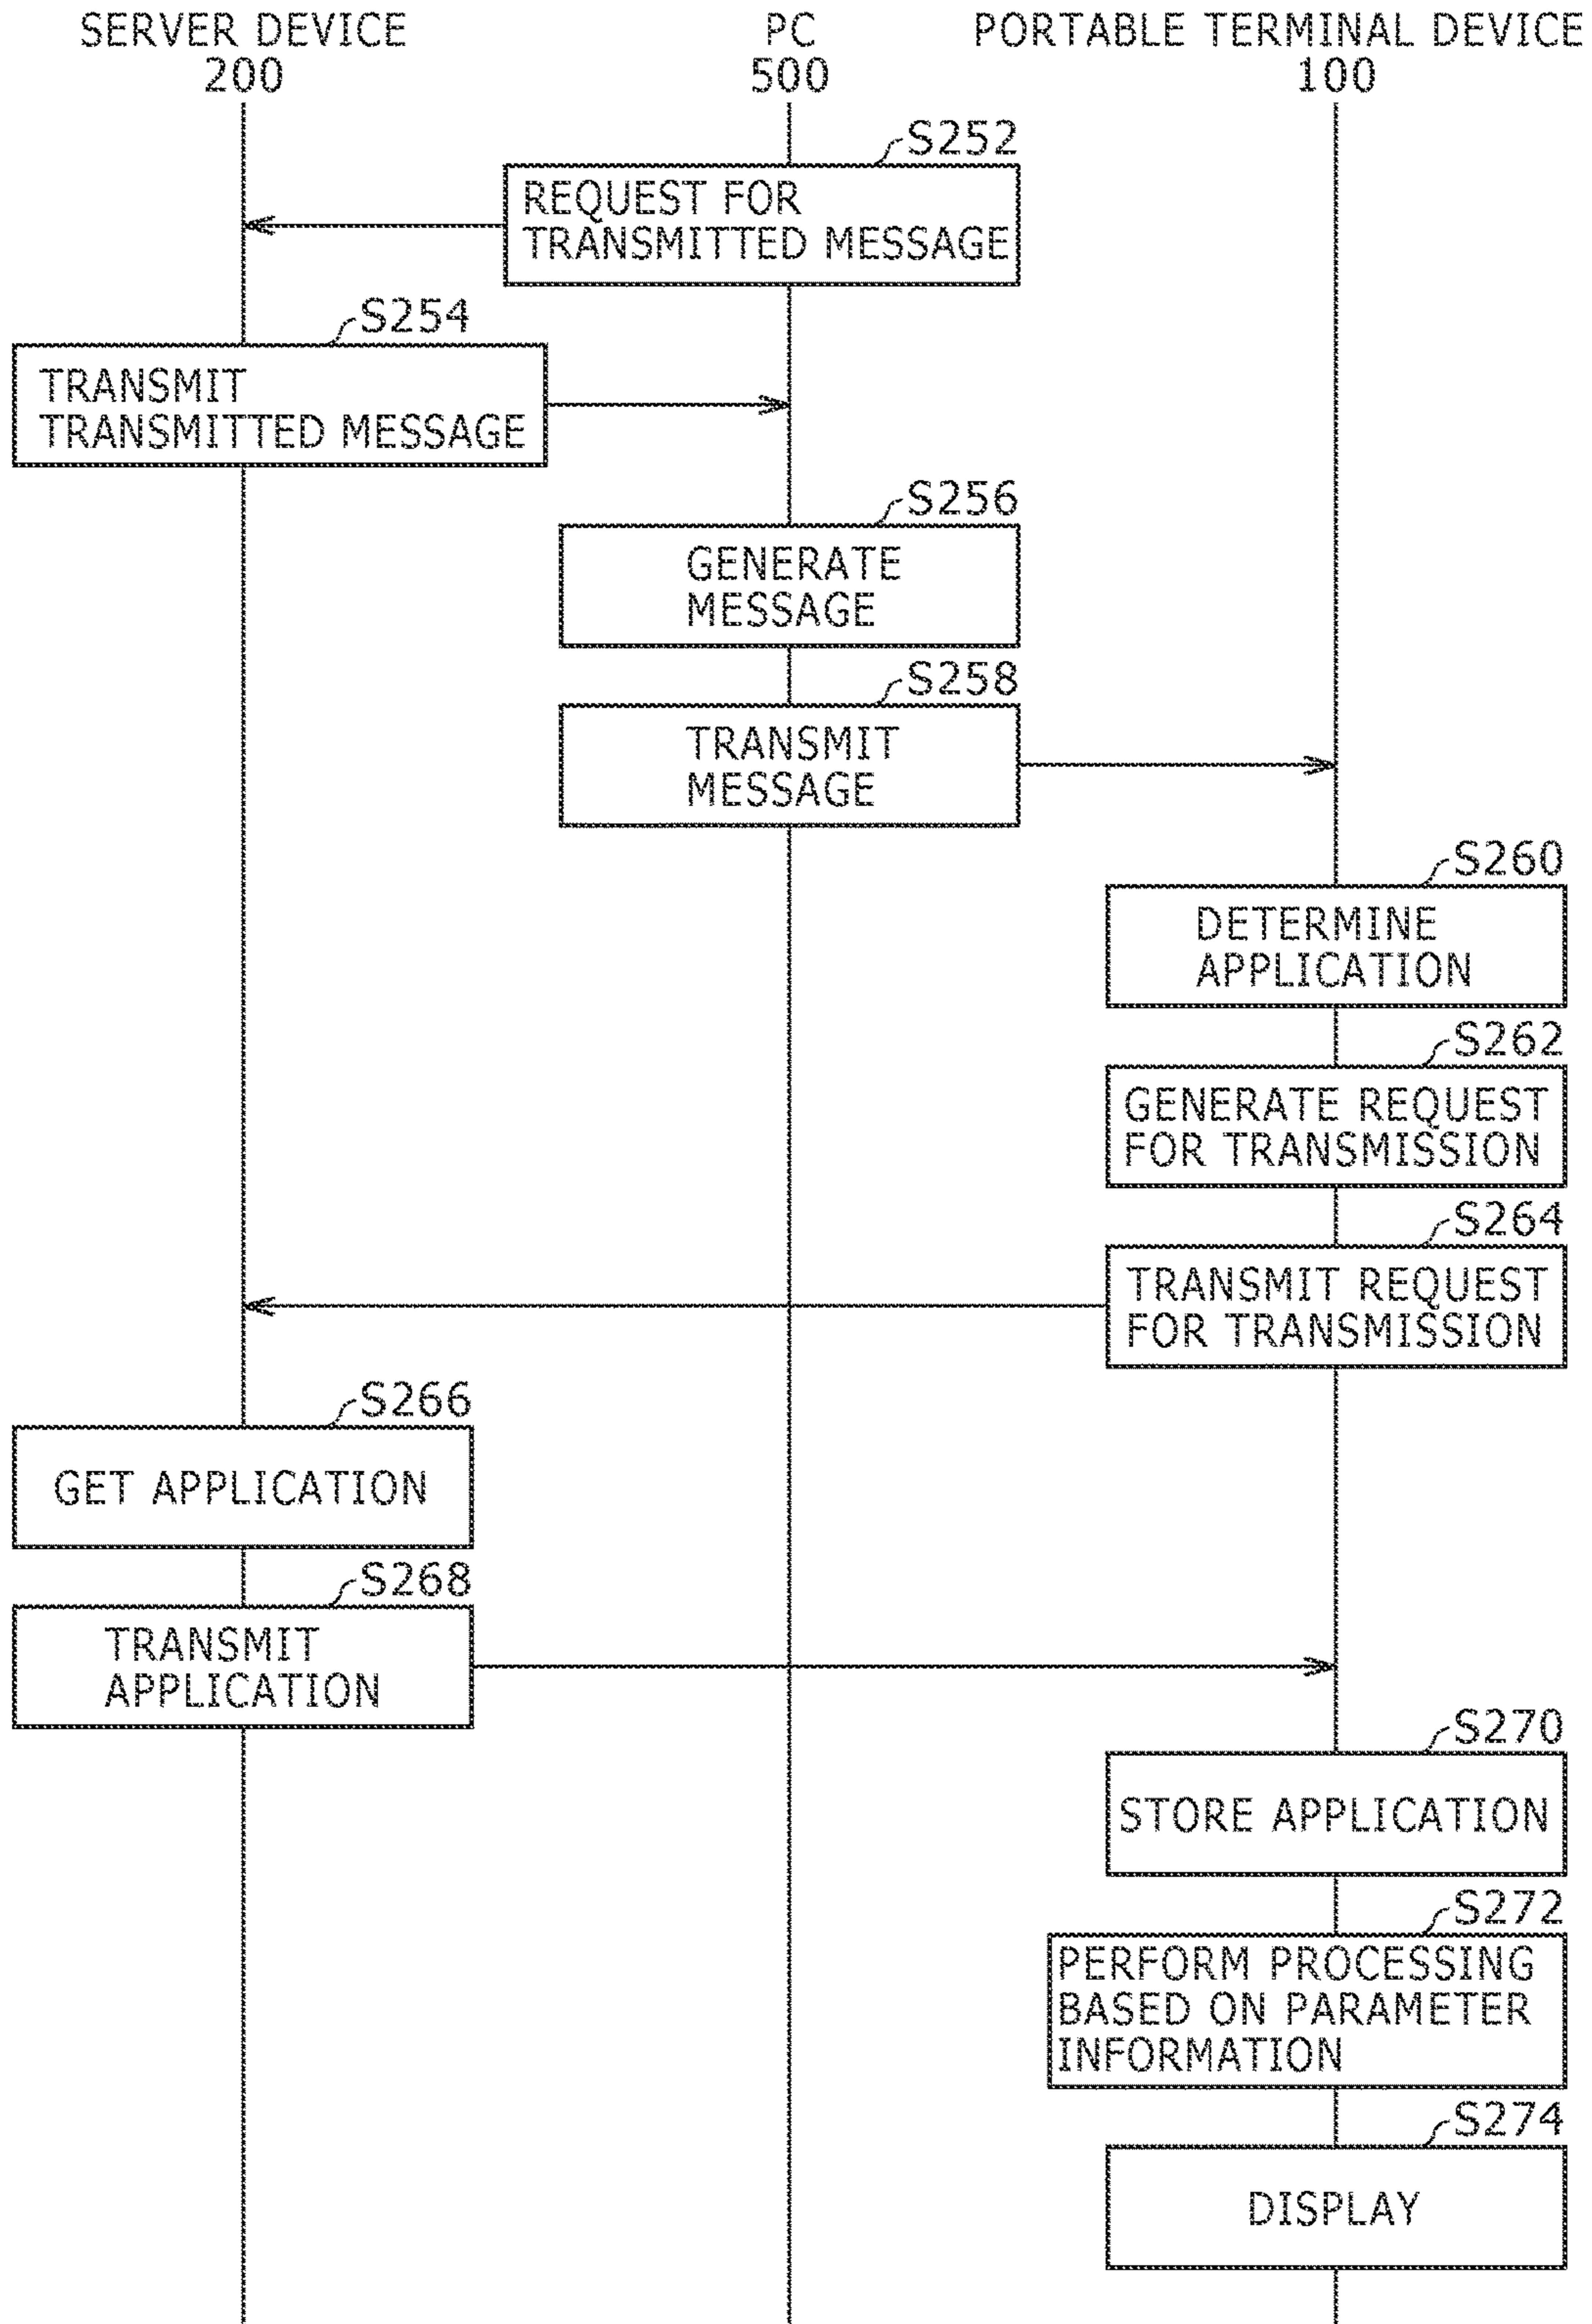 SERVER DEVICE
200
PC
500
PORTABLE TERMINAL DEVICE
100
S252
REQUEST FOR
TRANSMITTED MESSAGE
S254
TRANSMIT
TRANSMITTED MESSAGE
S256
GENERATE
MESSAGE
S258
TRANSMIT
MESSAGE
S260
DETERMINE
APPLICATION
S262
GENERATE REQUEST
FOR TRANSMISSION
S264
TRANSMIT REQUEST
FOR TRANSMISSION
S266
GET APPLICATION
S268
TRANSMIT
APPLICATION
S270
STORE APPLICATION
S272
PERFORM PROCESSING
BASED ON PARAMETER
INFORMATION
S274
DISPLAY